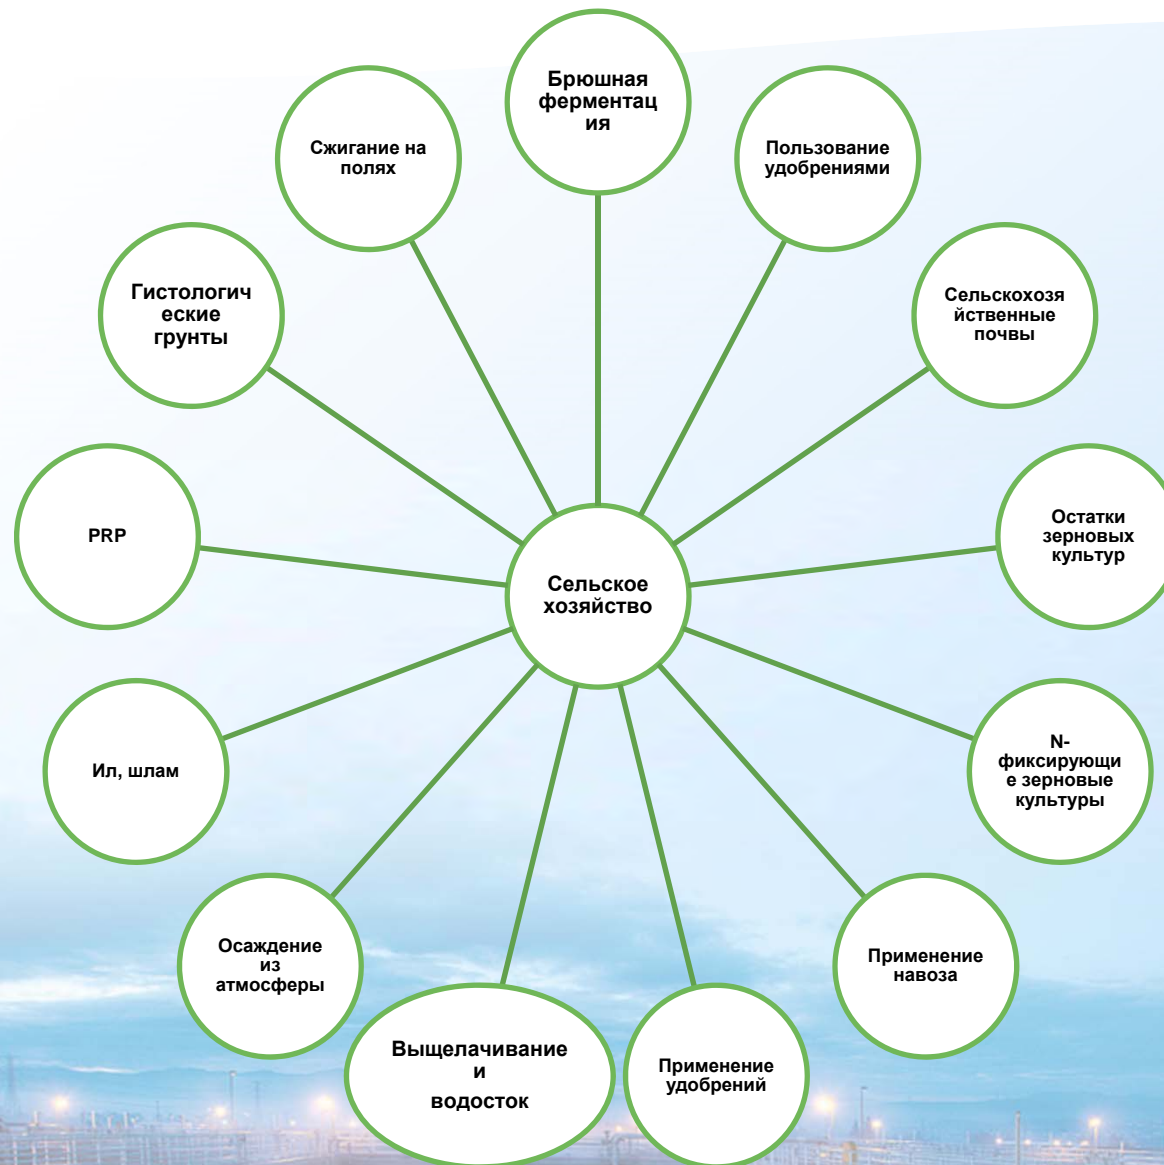 Брюшная
ферментац
ия
Сжигание на
полях
Пользование
удобрениями
Гистологич
еские
грунты
Сельскохозя
йственные
почвы
PRP
Остатки
зерновых
культур
Сельское
хозяйство
Ил, шлам
N-
фиксирующи
е зерновые
культуры
Осаждение
из
атмосферы
Применение
навоза
Выщелачивание
и
водосток
Применение
удобрений